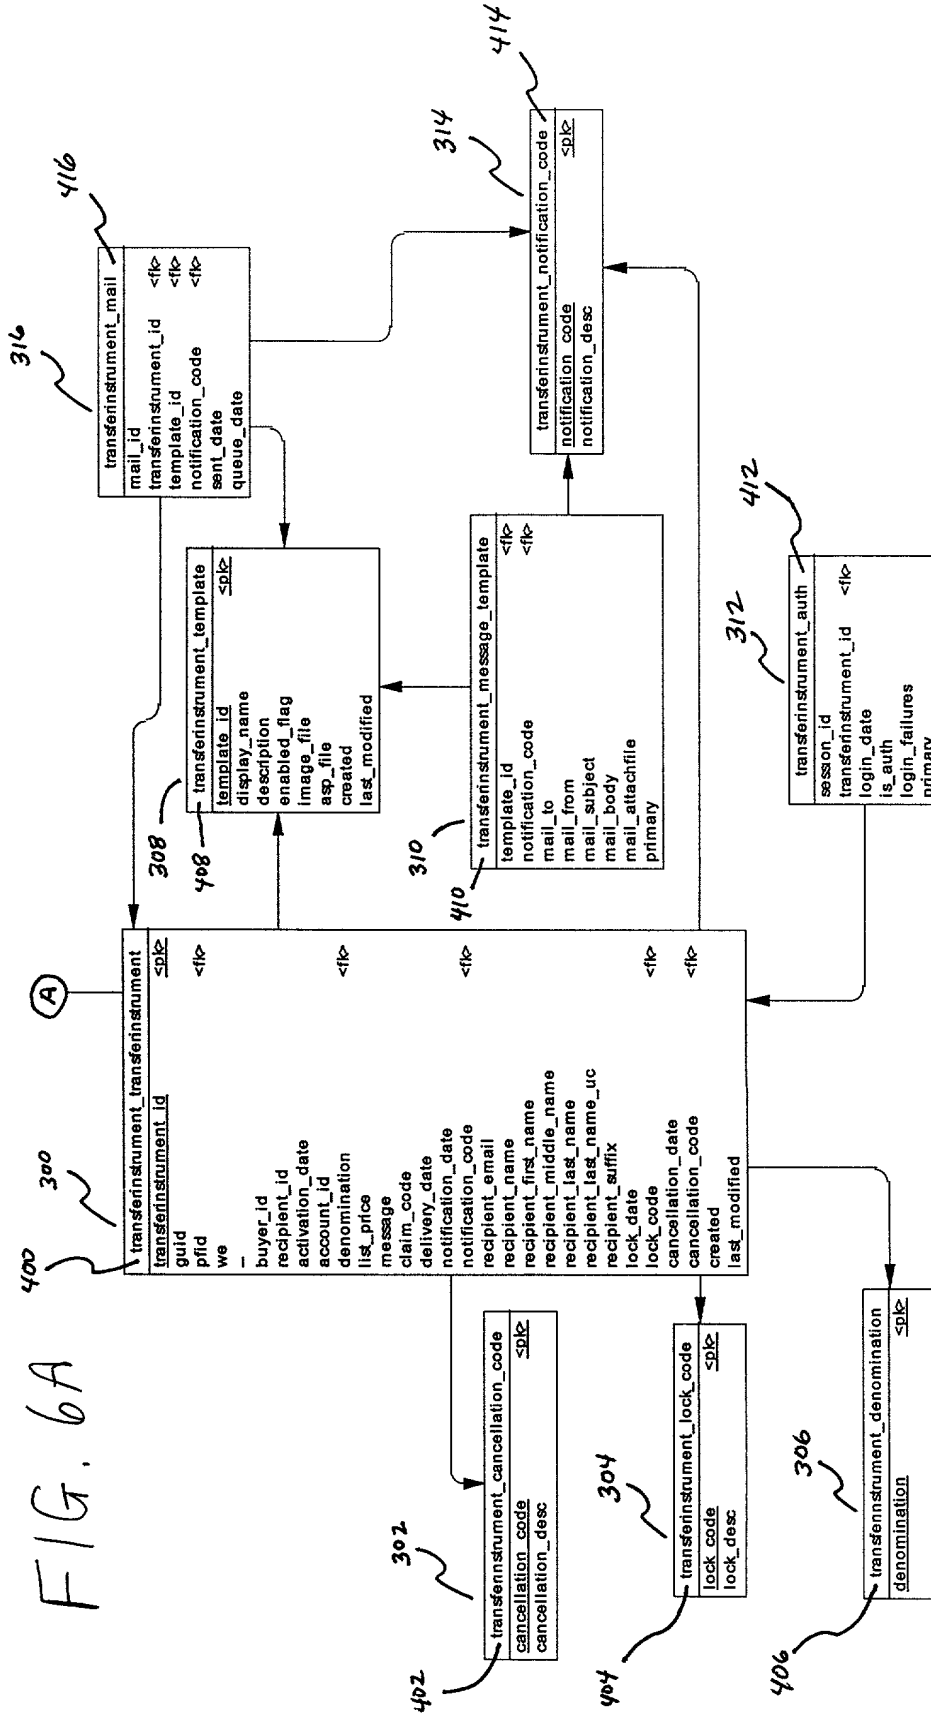 FIG. 6A
A
400
300
transferinstrument_transferinstrument
transferinstrument_id <pk>
guid
pfid <fk>
we
_
buyer_id
recipient_id
activation_date
account_id
denomination <fk>
list_price
message
claim_code
delivery_date
notification_date
notification_code <fk>
recipient_email
recipient_name
recipient_first_name
recipient_middle_name
recipient_last_name
recipient_last_name_uc
recipient_suffix
lock_date
lock_code <fk>
cancellation_date
cancellation_code <fk>
created
last_modified
402
302
transfennstrument_cancellation_code
cancellation_code <pk>
cancellation_desc
404
304
transferinstrument_lock_code
lock_code <pk>
lock_desc
406
306
transfennstrument_denomination
denomination <pk>
408
308
transferinstrument_template
template_id <pk>
display_name
description
enabled_flag
image_file
asp_file
created
last_modified
316
416
transferinstrument_mail
mail_id
transferinstrument_id <fk>
template_id <fk>
notification_code <fk>
sent_date
queue_date
410
310
transferinstrument_message_template
template_id <fk>
notification_code <fk>
mail_to
mail_from
mail_subject
mail_body
mail_attachfile
primary
314
414
transferinstrument_notification_code
notification_code <pk>
notification_desc
312
412
transferinstrument_auth
session_id
transferinstrument_id <fk>
login_date
is_auth
login_failures
primary